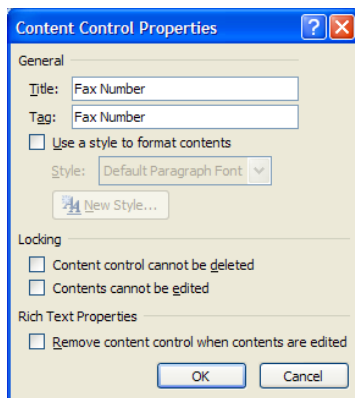 Content Control Properties
General
Title: Fax Number
Tag: Fax Number
Use a style to format contents
Style: Default Paragraph Font
New Style...
Locking
Content control cannot be deleted
Contents cannot be edited
Rich Text Properties
Remove content control when contents are edited
OK Cancel